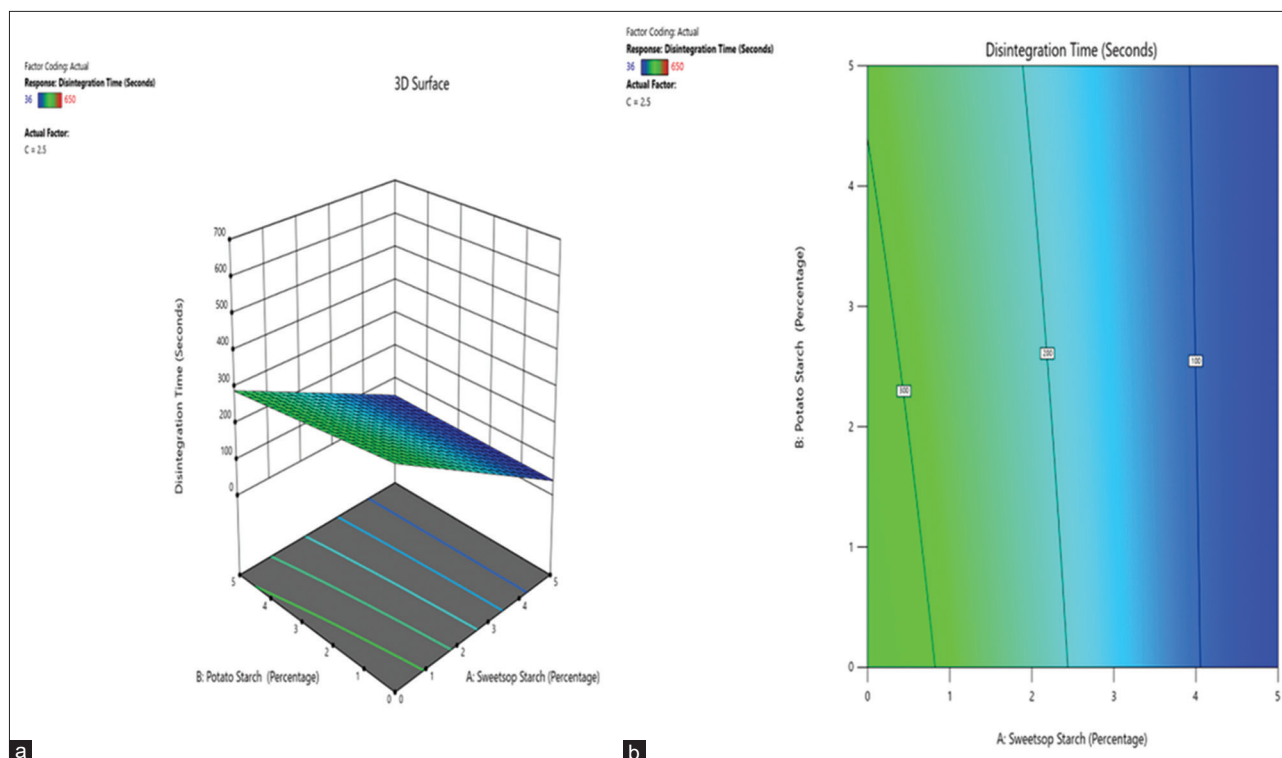 Factor Coding: Actual
Response: Disintegration Time (Seconds)
36 650
Actual Factor:
C = 2.5
3D Surface
Disintegration Time (Seconds)
700
600
500
400
300
200
100
0
5
4
3
2
1
0
0
1
2
3
4
5
B: Potato Starch (Percentage)
A: Sweetsop Starch (Percentage)
a
Factor Coding: Actual
Response: Disintegration Time (Seconds)
36 650
Actual Factor:
C = 2.5
Disintegration Time (Seconds)
B: Potato Starch (Percentage)
5
4
3
2
1
0
300
200
100
0 1 2 3 4 5
A: Sweetsop Starch (Percentage)
b